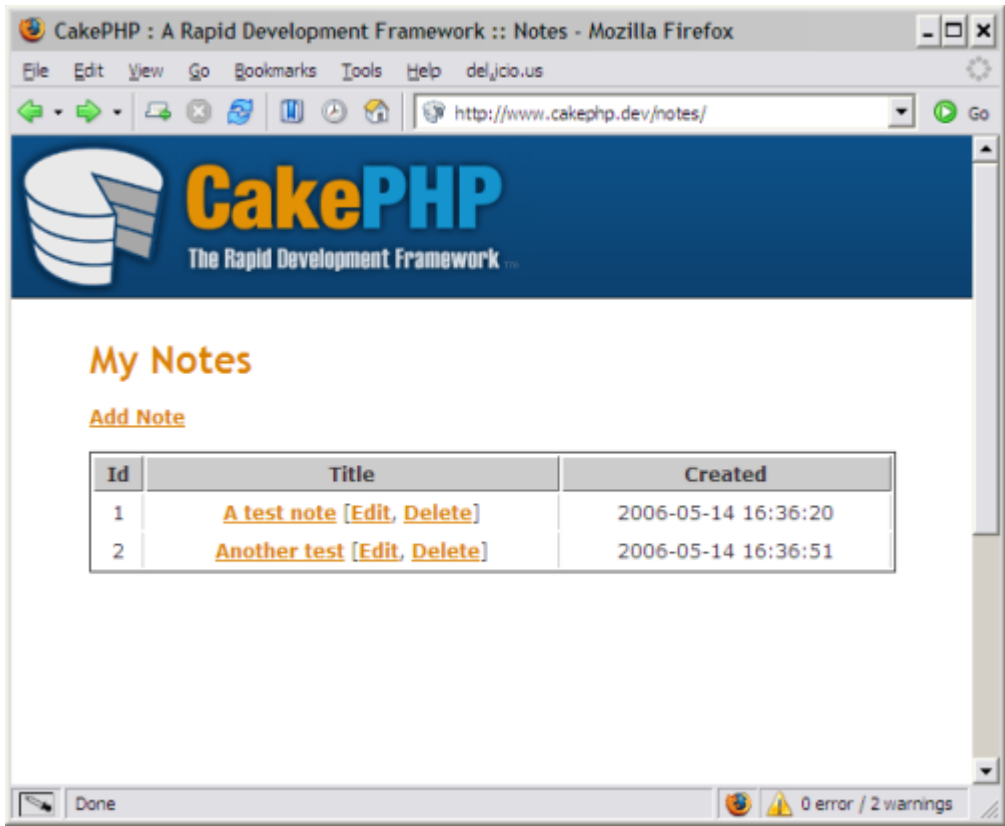 CakePHP : A Rapid Development Framework :: Notes - Mozilla Firefox
File Edit View Go Bookmarks Tools Help del.icio.us
http://www.cakephp.dev/notes/ Go
CakePHP
The Rapid Development Framework TM
My Notes
Add Note
Id Title Created
1 A test note [Edit, Delete] 2006-05-14 16:36:20
2 Another test [Edit, Delete] 2006-05-14 16:36:51
Done 0 error / 2 warnings